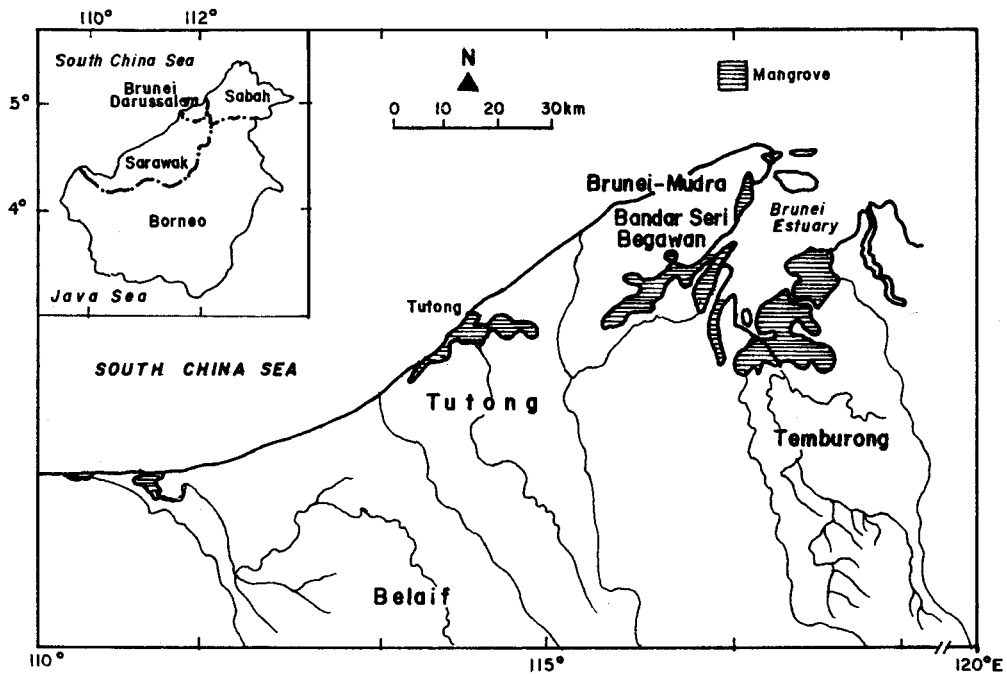 110°
112°
South China Sea
Brunei
Darussalam
Sabah
5°
Sarawak
4°
Borneo
Java Sea
N
0 10 20 30km
Mangrove
Brunei-Mudra
Bandar Seri
Begawan
Brunei
Estuary
Tutong
SOUTH CHINA SEA
Tutong
Temburong
Belaif
110°
115°
120°E